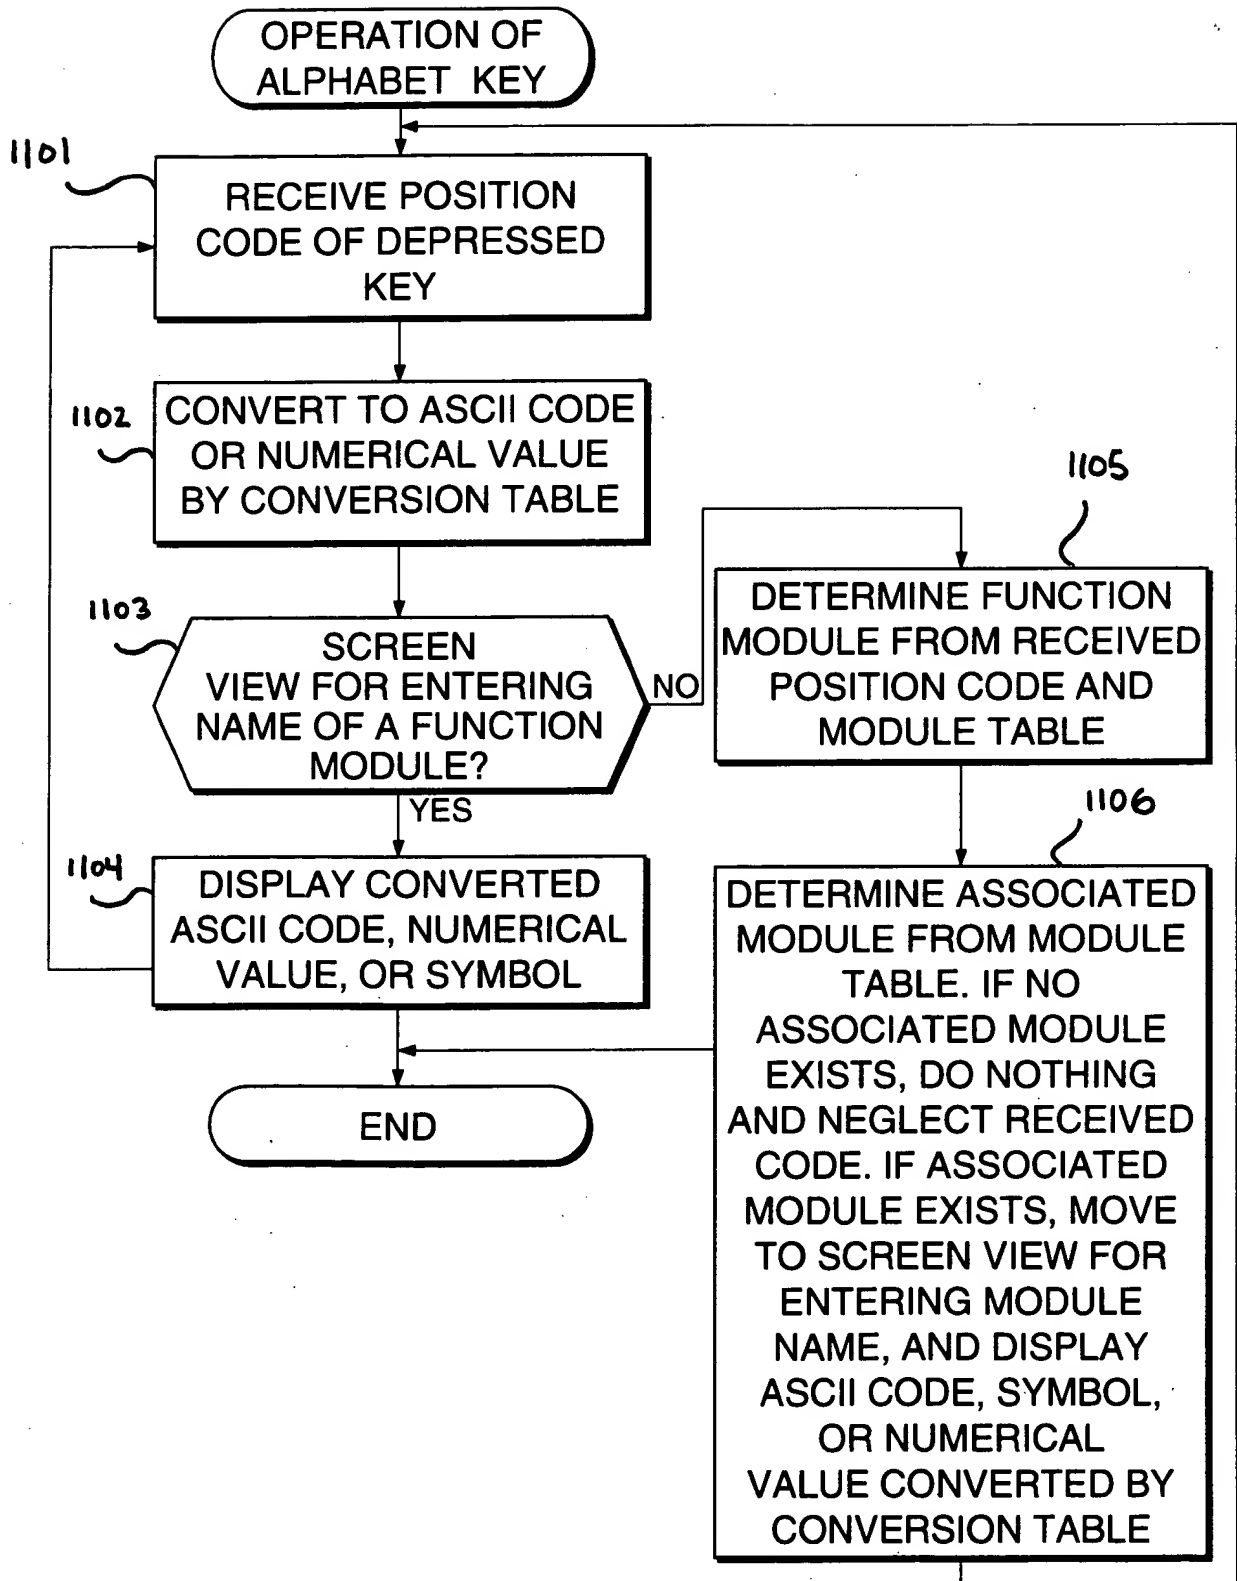 OPERATION OF
ALPHABET KEY
1101
RECEIVE POSITION
CODE OF DEPRESSED
KEY
1102
CONVERT TO ASCII CODE
OR NUMERICAL VALUE
BY CONVERSION TABLE
1103
SCREEN
VIEW FOR ENTERING
NAME OF A FUNCTION
MODULE?
NO
YES
1104
DISPLAY CONVERTED
ASCII CODE, NUMERICAL
VALUE, OR SYMBOL
END
1105
DETERMINE FUNCTION
MODULE FROM RECEIVED
POSITION CODE AND
MODULE TABLE
1106
DETERMINE ASSOCIATED
MODULE FROM MODULE
TABLE. IF NO
ASSOCIATED MODULE
EXISTS, DO NOTHING
AND NEGLECT RECEIVED
CODE. IF ASSOCIATED
MODULE EXISTS, MOVE
TO SCREEN VIEW FOR
ENTERING MODULE
NAME, AND DISPLAY
ASCII CODE, SYMBOL,
OR NUMERICAL
VALUE CONVERTED BY
CONVERSION TABLE